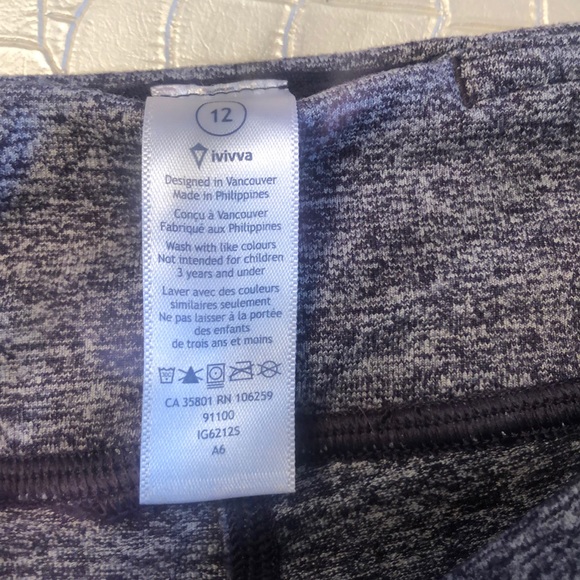 12
ivivva
Designed in Vancouver
Made in Philippines
Conçu à Vancouver
Fabriqué aux Philippines
Wash with like colours
Not intended for children
3 years and under
Laver avec des couleurs
similaires seulement
Ne pas laisser à la portée
des enfants
de trois ans et moins
CA 35801 RN 106259
91100
IG6212S
A6